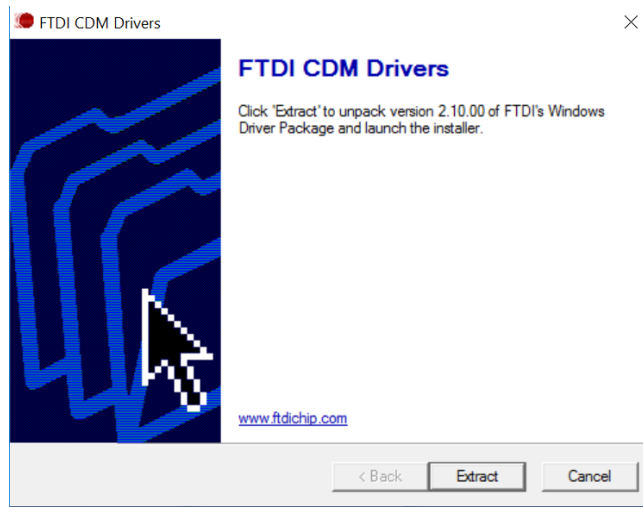 FTDI CDM Drivers
FTDI CDM Drivers
Click 'Extract' to unpack version 2.10.00 of FTDI's Windows
Driver Package and launch the installer.
www.ftdichip.com
< Back
Extract
Cancel